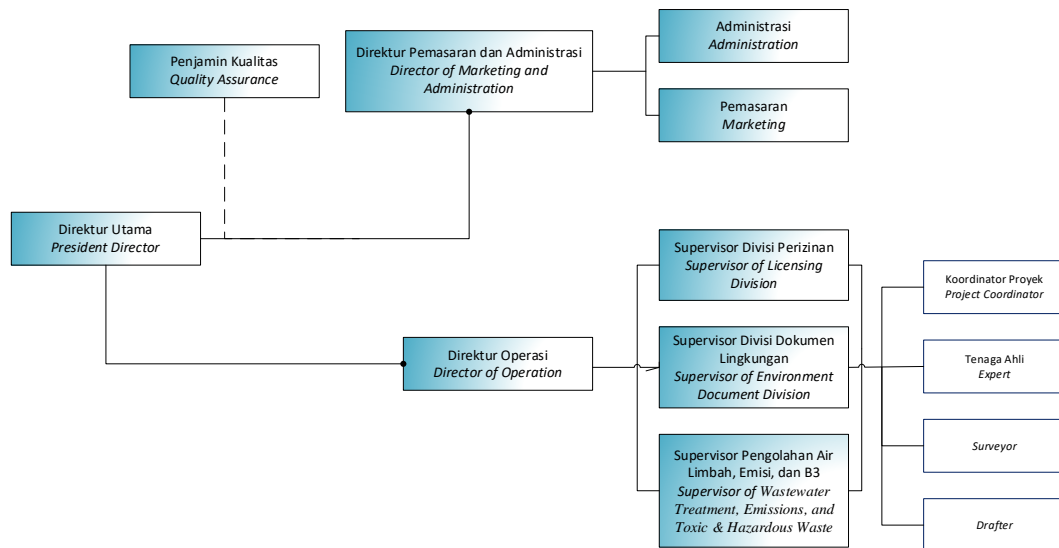 Penjamin Kualitas
Quality Assurance
Direktur Pemasaran dan Administrasi
Director of Marketing and
Administration
Administrasi
Administration
Pemasaran
Marketing
Direktur Utama
President Director
Direktur Operasi
Director of Operation
Supervisor Divisi Perizinan
Supervisor of Licensing
Division
Supervisor Divisi Dokumen
Lingkungan
Supervisor of Environment
Document Division
Supervisor Pengolahan Air
Limbah, Emisi, dan B3
Supervisor of Wastewater
Treatment, Emissions, and
Toxic & Hazardous Waste
Koordinator Proyek
Project Coordinator
Tenaga Ahli
Expert
Surveyor
Drafter